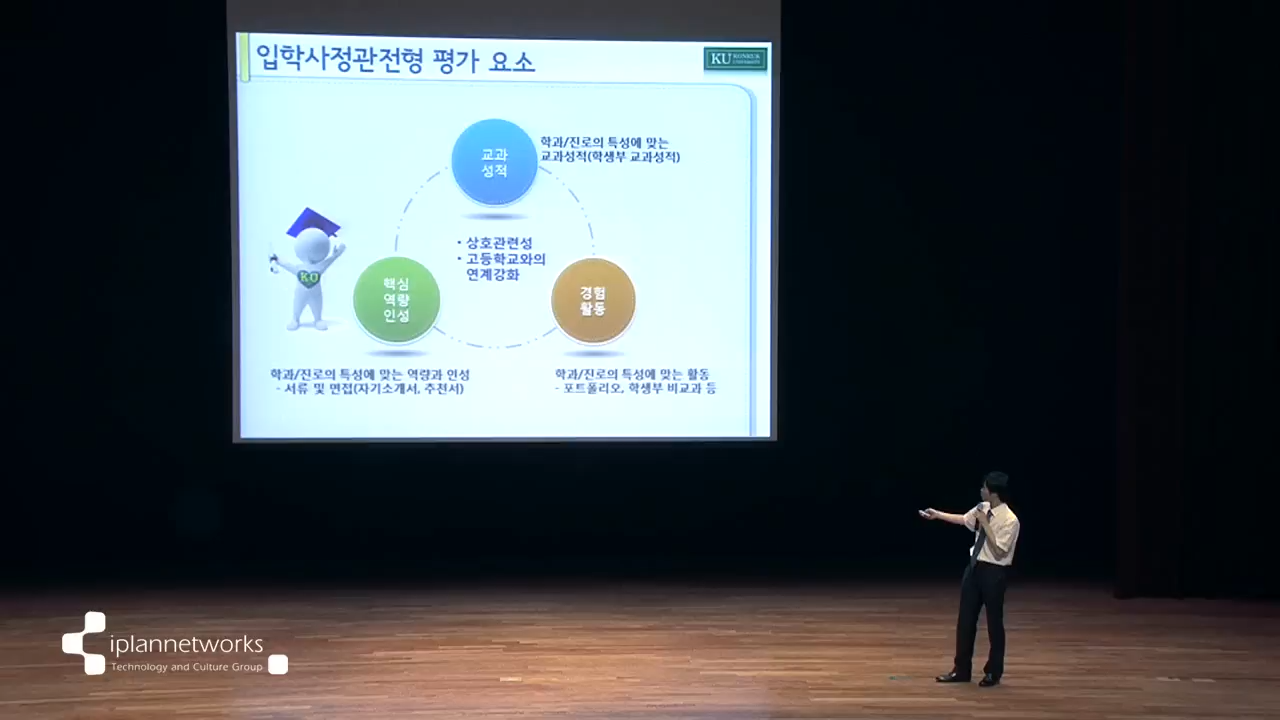 입학사정관전형 평가 요소
KU KONKUK
UNIVERSITY
교과
성적
학과/진로의 특성에 맞는
교과성적(학생부 교과성적)
• 상호관련성
• 고등학교와의
연계강화
KU
핵심
역량
인성
경험
활동
학과/진로의 특성에 맞는 역량과 인성
- 서류 및 면접(자기소개서, 추천서)
학과/진로의 특성에 맞는 활동
- 포트폴리오, 학생부 비교과 등
iplannetworks
Technology and Culture Group